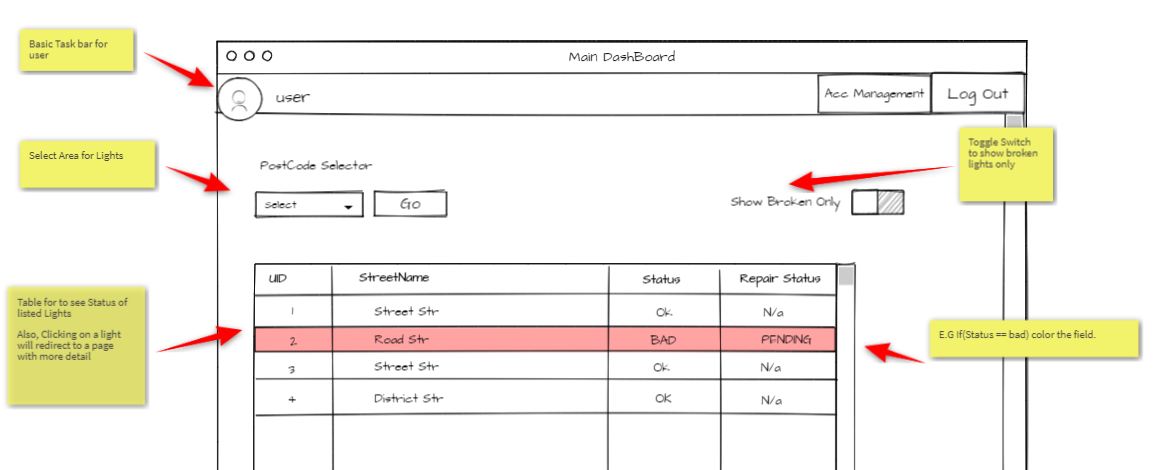 Basic Task bar for
user
Main DashBoard
user
Acc Management
Log Out
Select Area for Lights
PostCode Selector
Toggle Switch
to show broken
lights only
Select
Go
Show Broken Only
UID StreetName Status Repair Status
1 Street Str Ok N/a
2 Road Str BAD PENDING
3 Street Str Ok N/a
4 District Str OK N/a
Table for to see Status of
listed Lights
Also, Clicking on a light
will redirect to a page
with more detail
E.G If(Status == bad) color the field.